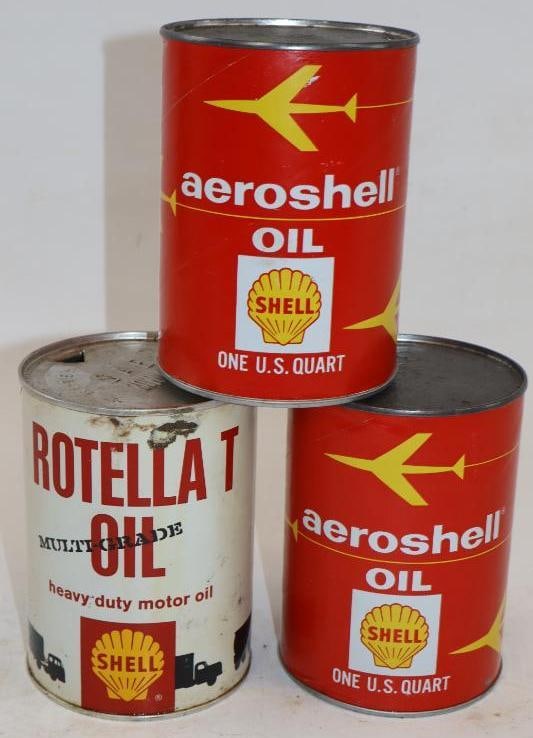 aeroshell®
OIL
SHELL
ONE U.S. QUART
ROTELLA T
OIL
MULTI-GRADE
heavy duty motor oil
SHELL
®
aeroshell®
OIL
SHELL
ONE U.S. QUART